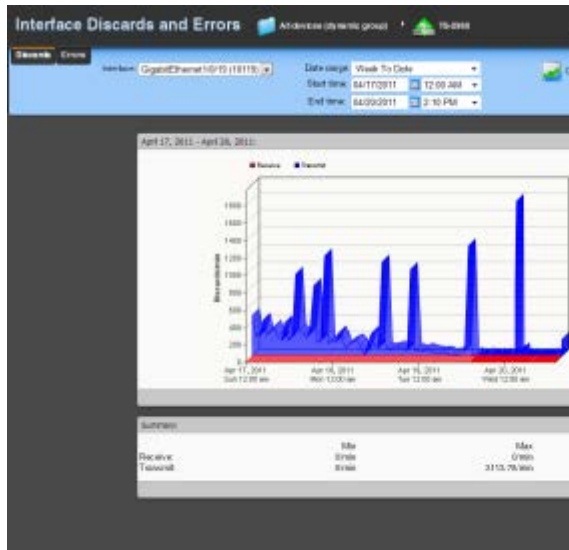 Interface Discards and Errors
All devices (dynamic group)
Discards Errors
Interface:
Date range: Week To Date
Start time: 04/17/2011 12:00 AM
End time: 04/20/2011 2:10 PM
April 17, 2011 - April 20, 2011:
Receive Transmit
1800
1600
1400
1200
1000
800
600
400
200
0
Apr 17, 2011 Apr 18, 2011 Apr 19, 2011 Apr 20, 2011
Sun 12:00 am Mon 12:00 am Tue 12:00 am Wed 12:00 am
Summary
Min Max
Receive: 0/min 0/min
Transmit: 0/min